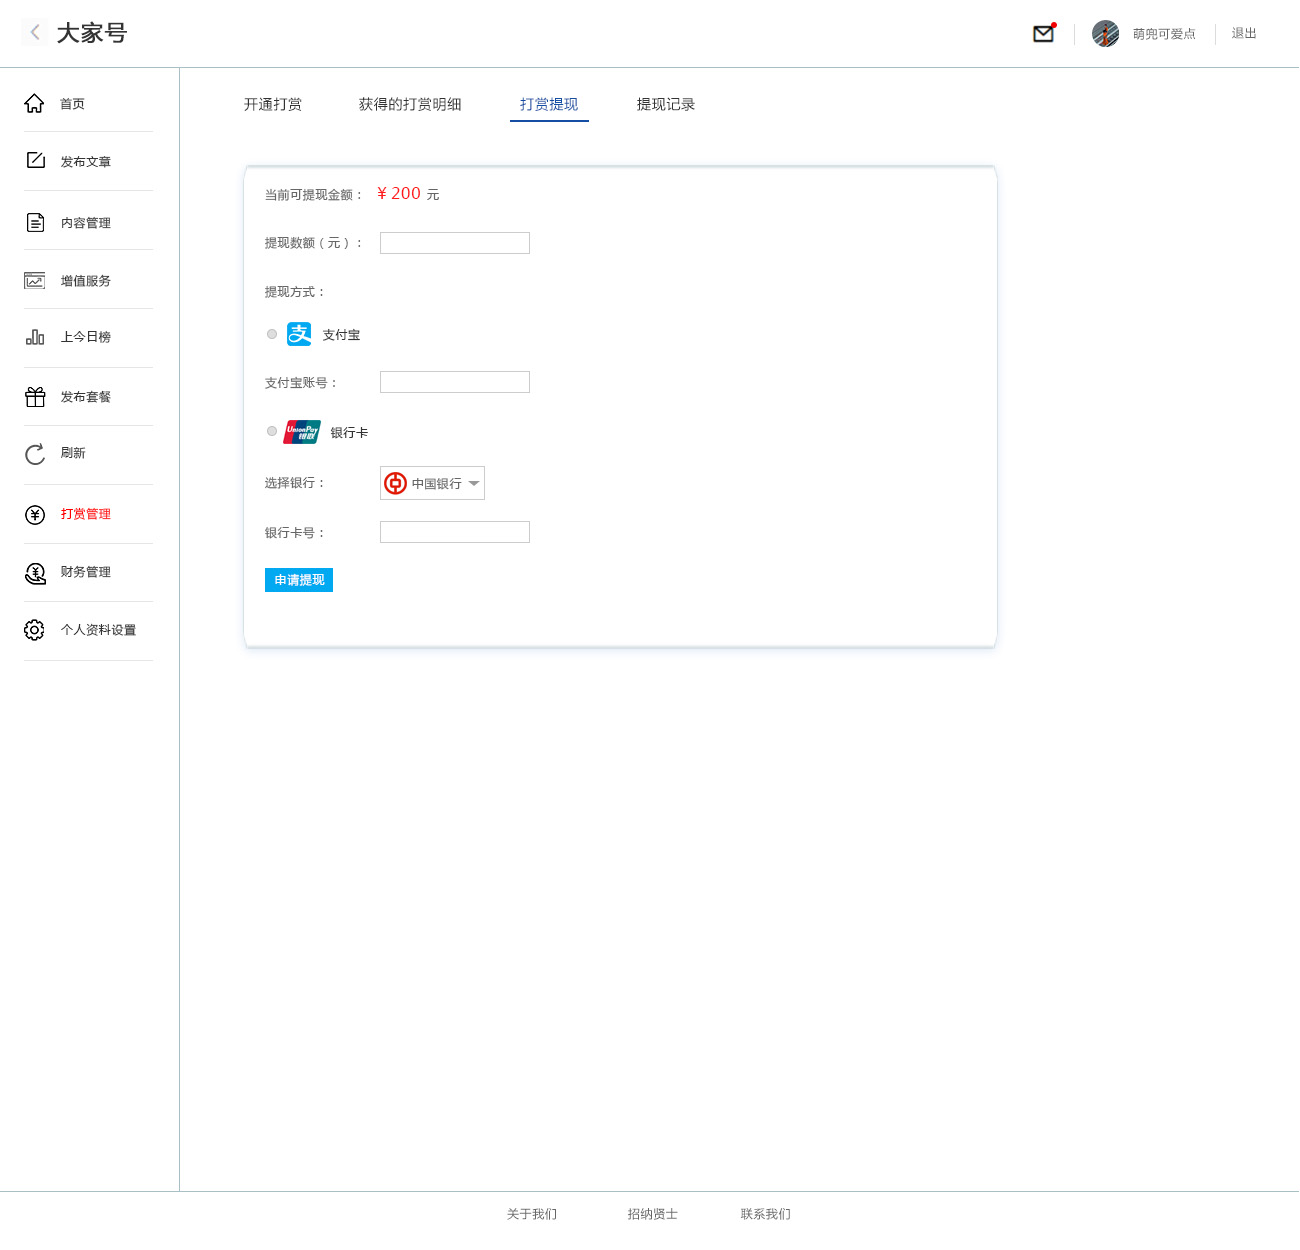 大家号
萌兜可爱点
退出
首页
发布文章
内容管理
增值服务
上今日榜
发布套餐
刷新
打赏管理
财务管理
个人资料设置
开通打赏 获得的打赏明细 打赏提现 提现记录
当前可提现金额： ¥ 200 元
提现数额（元）：
提现方式：
支 支付宝
支付宝账号：
UnionPay 银联 银行卡
选择银行： 中国银行
银行卡号：
申请提现
关于我们 招纳贤士 联系我们